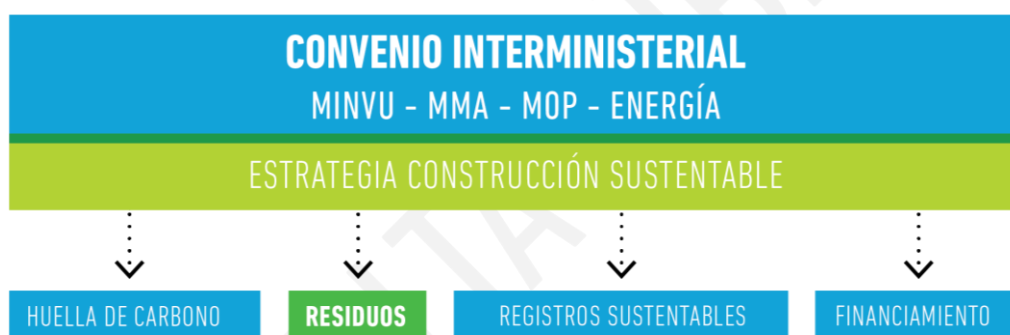 CONVENIO INTERMINISTERIAL
MINVU - MMA - MOP - ENERGÍA
ESTRATEGIA CONSTRUCCIÓN SUSTENTABLE
HUELLA DE CARBONO
RESIDUOS
REGISTROS SUSTENTABLES
FINANCIAMIENTO